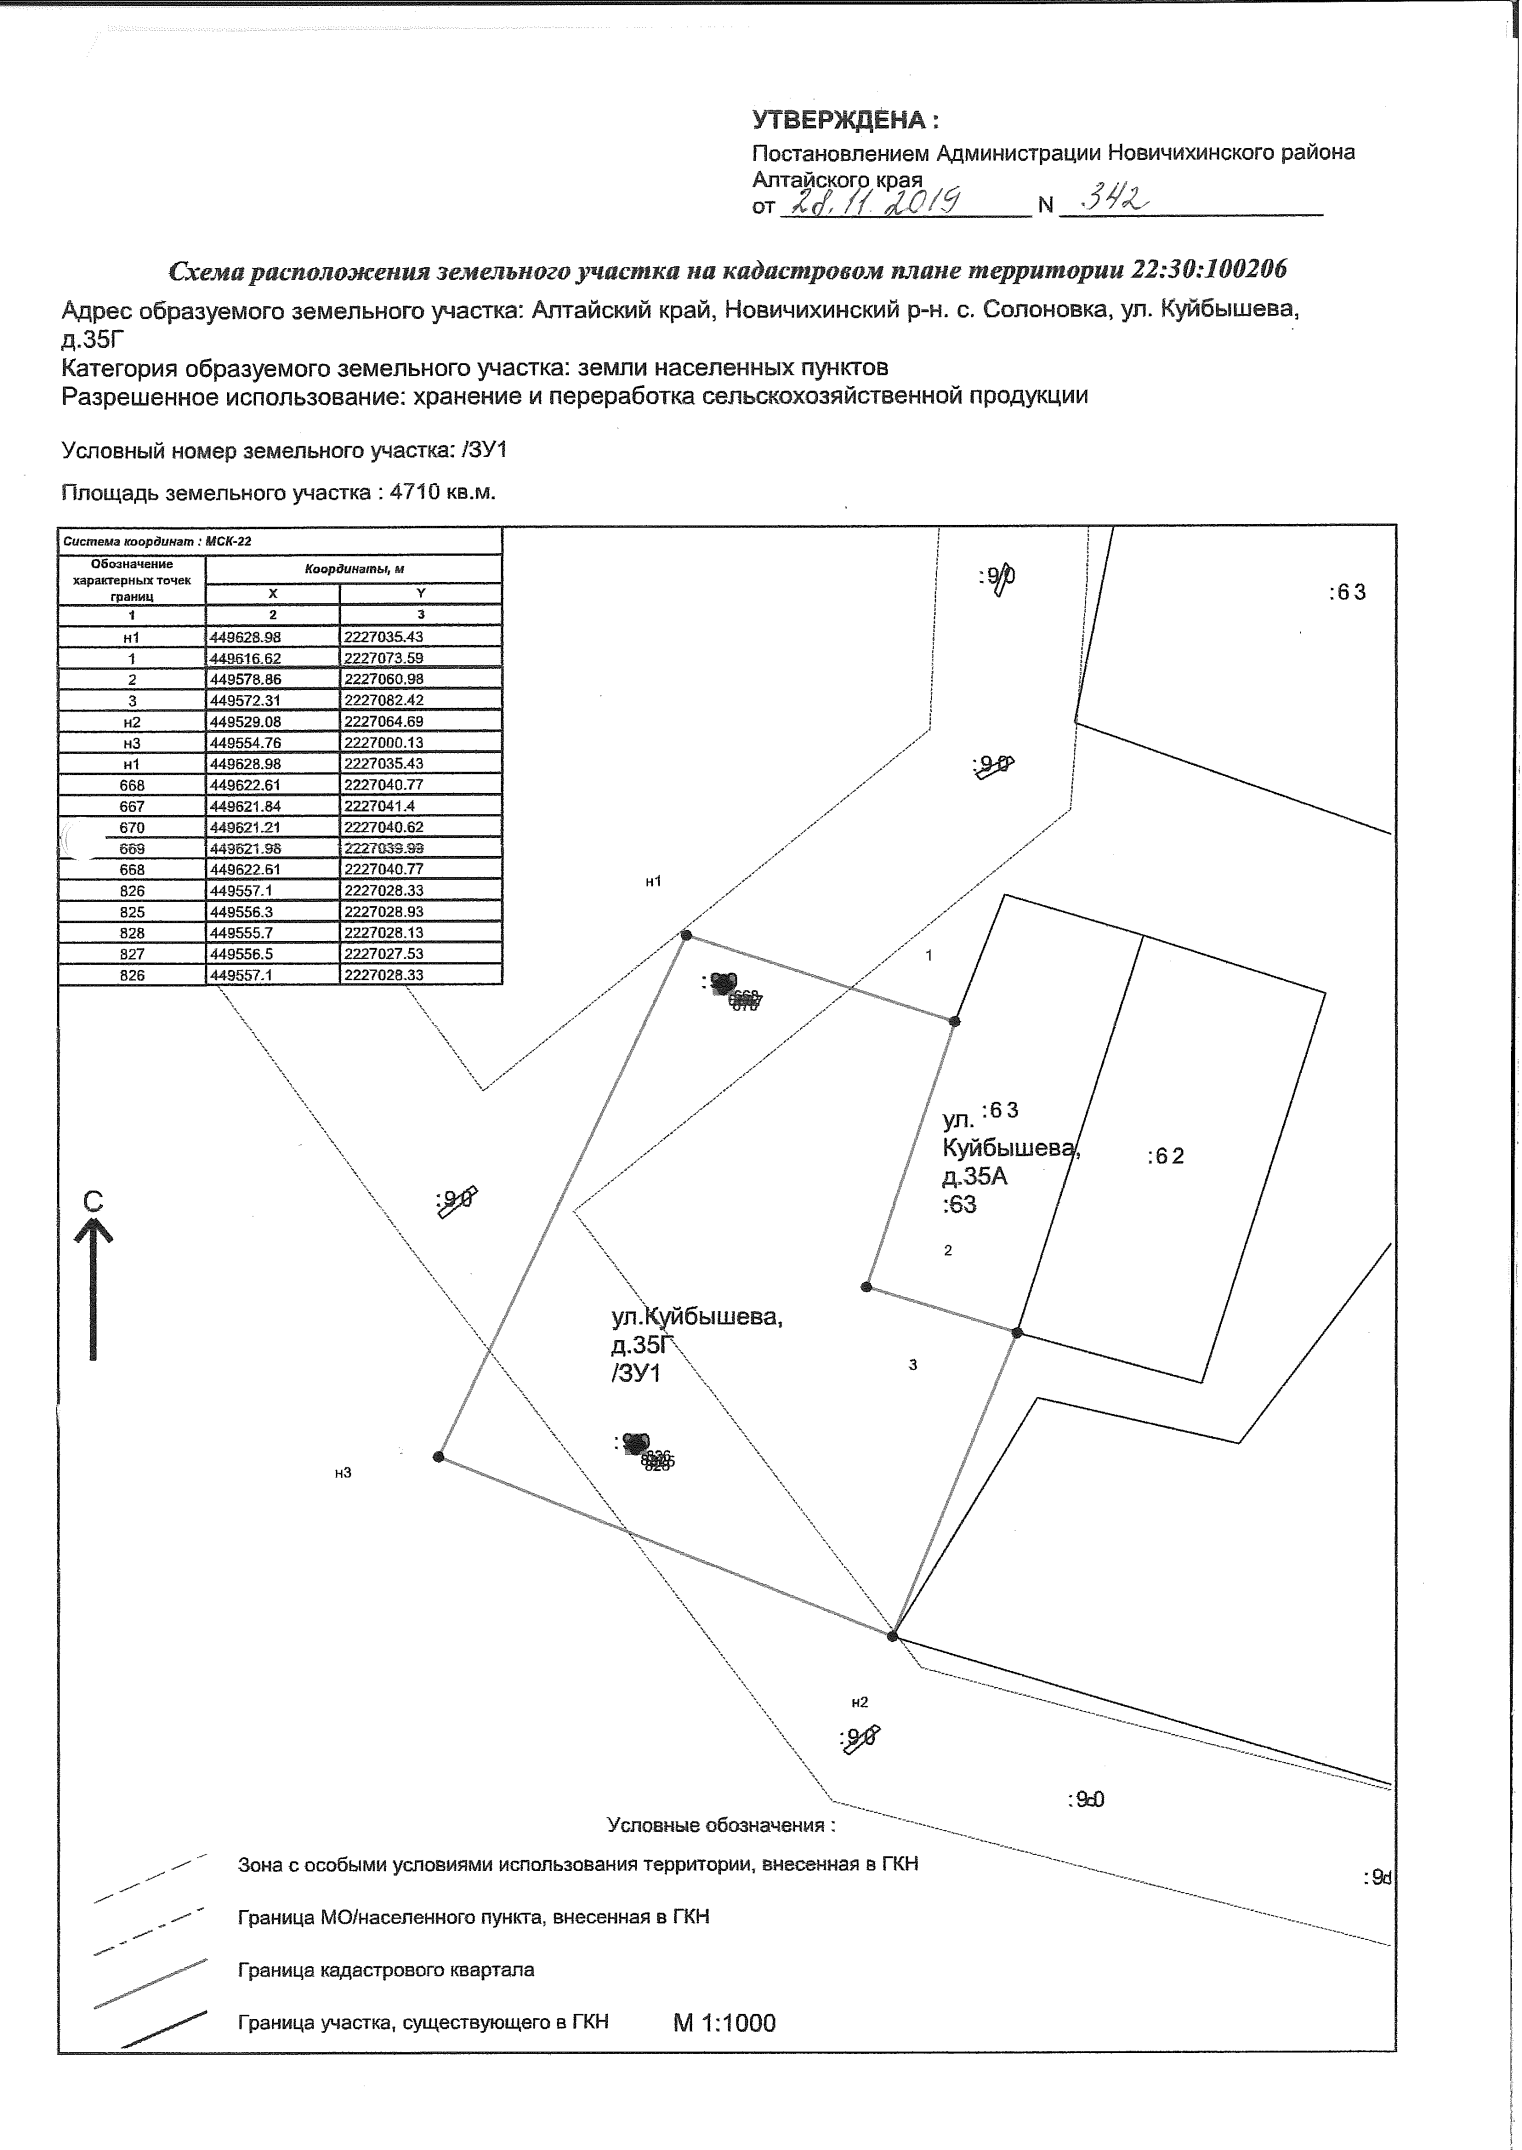 УТВЕРЖДЕНА :
Постановлением Администрации Новичихинского района
Алтайского края
от 28.11.2019 N 342
Схема расположения земельного участка на кадастровом плане территории 22:30:100206
Адрес образуемого земельного участка: Алтайский край, Новичихинский р-н. с. Солоновка, ул. Куйбышева,
д.35Г
Категория образуемого земельного участка: земли населенных пунктов
Разрешенное использование: хранение и переработка сельскохозяйственной продукции
Условный номер земельного участка: /ЗУ1
Площадь земельного участка : 4710 кв.м.
Система координат : МСК-22
Обозначение
характерных точек
границ
Координаты, м
X Y
1 2 3
н1 449628.98 2227035.43
1 449616.62 2227073.59
2 449578.86 2227060.98
3 449572.31 2227082.42
н2 449529.08 2227064.69
н3 449554.76 2227000.13
н1 449628.98 2227035.43
668 449622.61 2227040.77
667 449621.84 2227041.4
670 449621.21 2227040.62
669 449621.98 2227039.99
668 449622.61 2227040.77
826 449557.1 2227028.33
825 449556.3 2227028.93
828 449555.7 2227028.13
827 449556.5 2227027.53
826 449557.1 2227028.33
:90
:63
:90
н1
1
668
670
ул. :63
Куйбышева,
д.35А
:63
:62
С
:90
2
ул.Куйбышева,
д.35Г
/ЗУ1
3
826
828
н3
н2
:90
:90
Условные обозначения :
Зона с особыми условиями использования территории, внесенная в ГКН
Граница МО/населенного пункта, внесенная в ГКН
Граница кадастрового квартала
Граница участка, существующего в ГКН М 1:1000